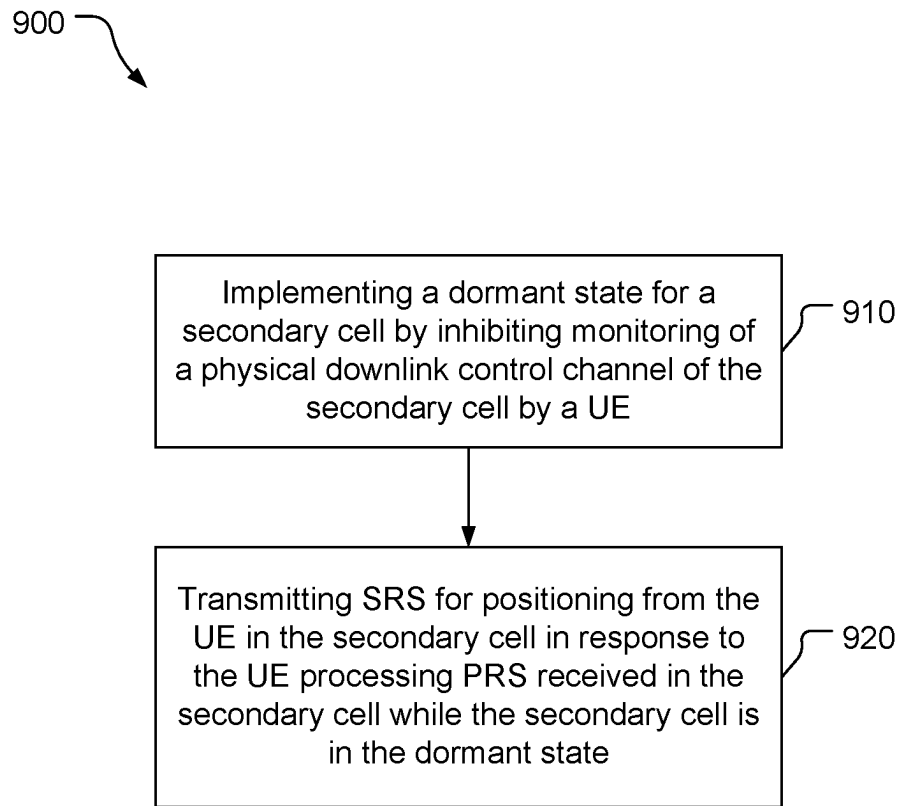 900
Implementing a dormant state for a
secondary cell by inhibiting monitoring of
a physical downlink control channel of the
secondary cell by a UE
910
Transmitting SRS for positioning from the
UE in the secondary cell in response to
the UE processing PRS received in the
secondary cell while the secondary cell is
in the dormant state
920